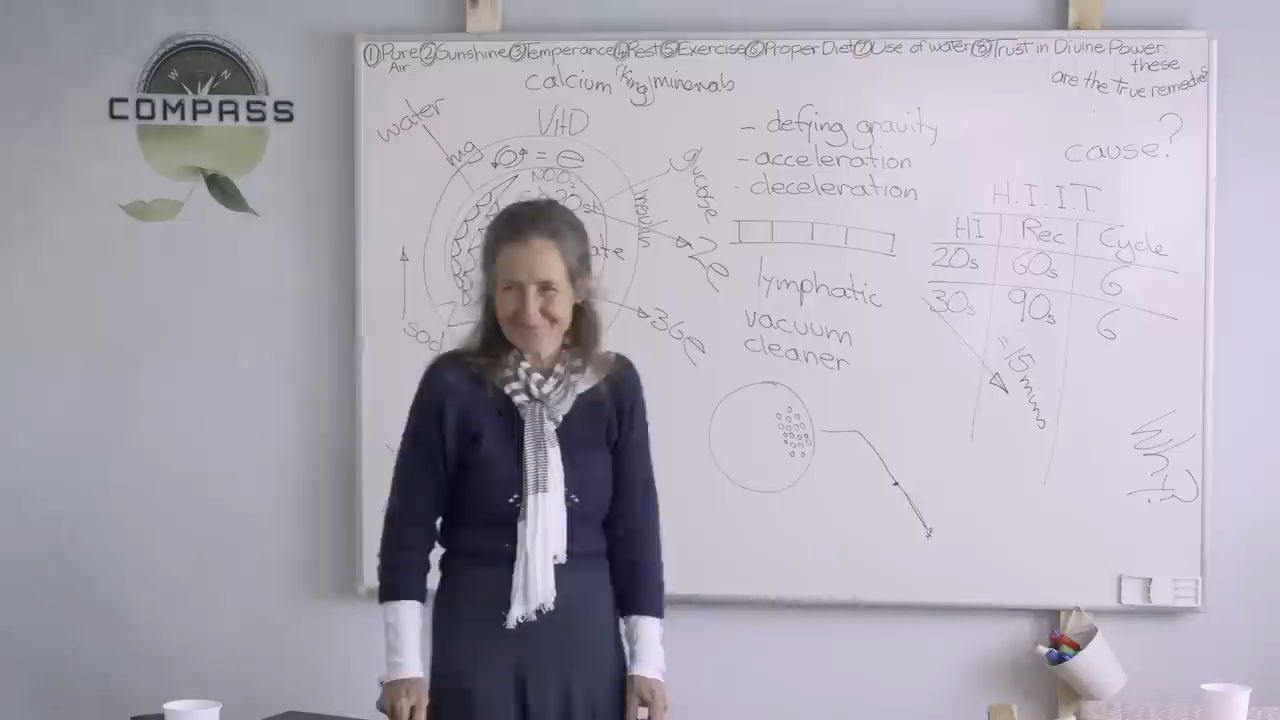 COMPASS
W N
①Pure ②Sunshine ③Temperance ④Rest ⑤Exercise ⑥Proper Diet ⑦Use of water ⑧Trust in Divine Power.
Air
these
are the true remedies
calcium (king) minerals
water
VitD
mg
= e
glucose
insulin
2e
36e
sod
- defying gravity
- acceleration
- deceleration
lymphatic
vacuum
cleaner
cause?
H.I.I.T.
HI Rec Cycle
20s 60s 6
30s 90s 6
=15 mins